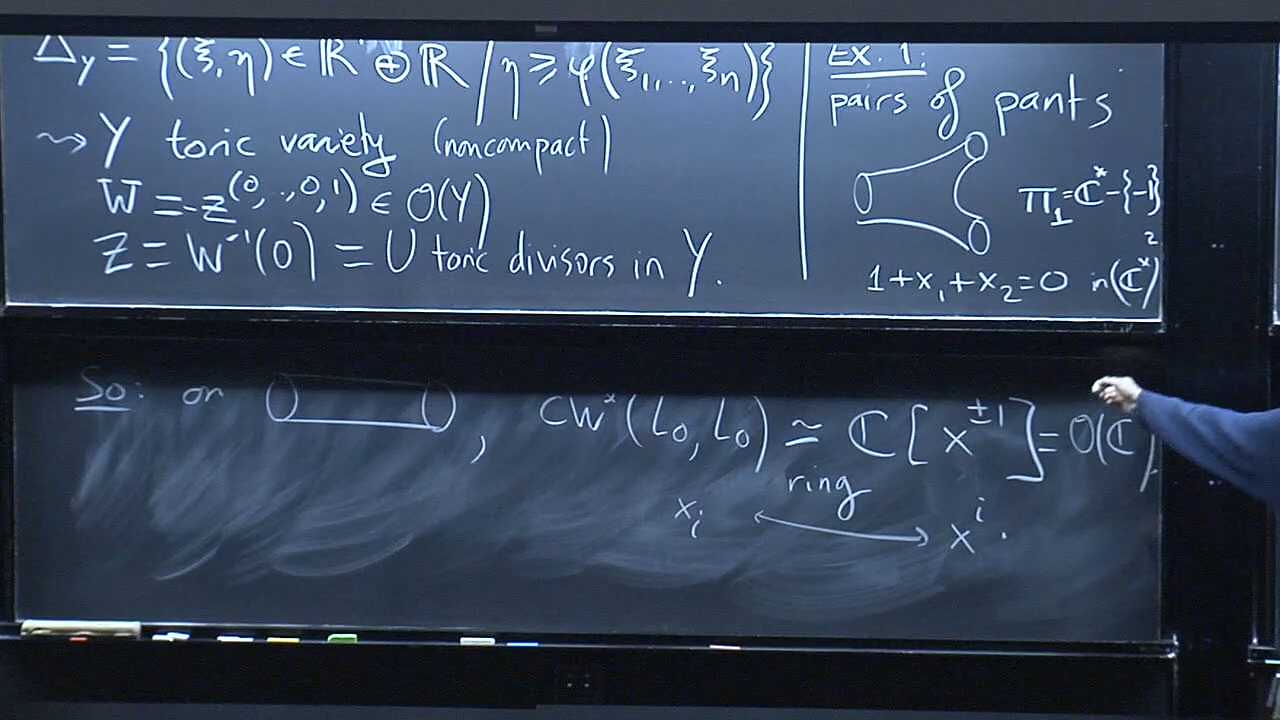 Δ_Y = {(ξ,η) ∈ ℝ^n ⊕ ℝ / η ≥ φ(ξ_1,..,ξ_n)}
⇝ Y toric variety (noncompact)
W = -z^(0,..,0,1) ∈ O(Y)
Z = W^-1(0) = ∪ toric divisors in Y.
Ex. 1:
pairs of pants
Π_1 = ℂ^* - {-1}
1+x_1+x_2=0 in (ℂ^*)^2
So: on , CW^*(L_0,L_0) ≃ ℂ[x^±1] = O(ℂ ).
ring
x_i ⟷ x^i.